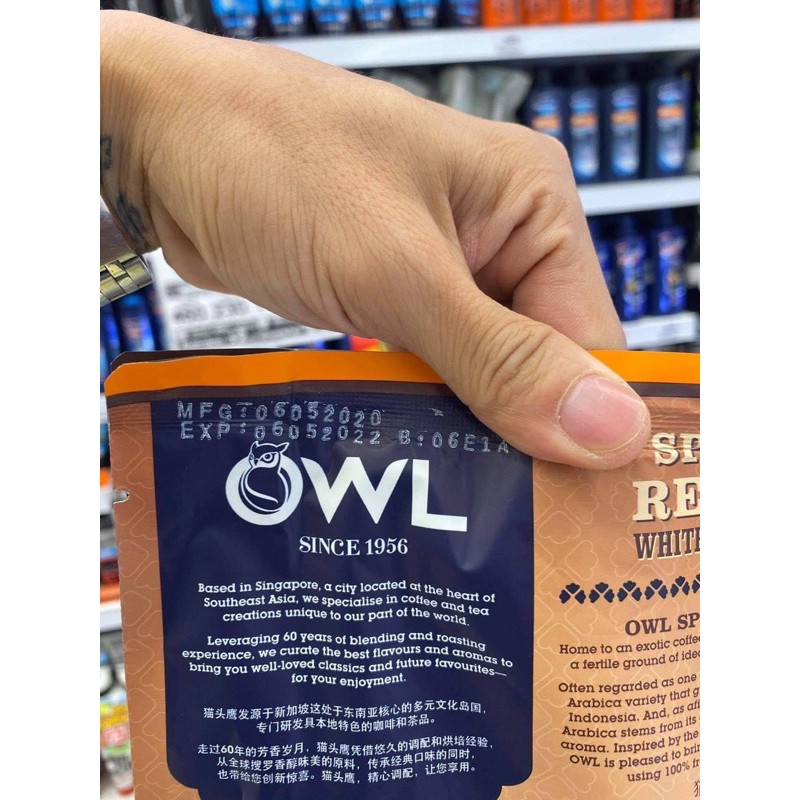 MFG:06052020
EXP:06052022 B:06E1A
OWL
SINCE 1956
Based in Singapore, a city located at the heart of
Southeast Asia, we specialise in coffee and tea
creations unique to our part of the world.
Leveraging 60 years of blending and roasting
experience, we curate the best flavours and aromas to
bring you well-loved classics and future favourites—
for your enjoyment.
猫头鹰发源于新加坡这处于东南亚核心的多元文化岛国，
专门研发具本地特色的咖啡和茶品。
走过60年的芳香岁月，猫头鹰凭借悠久的调配和烘培经验，
从全球搜罗香醇味美的原料，传承经典口味的同时，
也带给您创新惊喜。猫头鹰，精心调配，让您享用。
SP
RE
WHITE
OWL SP
Home to an exotic coffee
a fertile ground of idea
Often regarded as one
Arabica variety that g
Indonesia. And, as aff
Arabica stems from its
aroma. Inspired by the
OWL is pleased to brin
using 100% fr